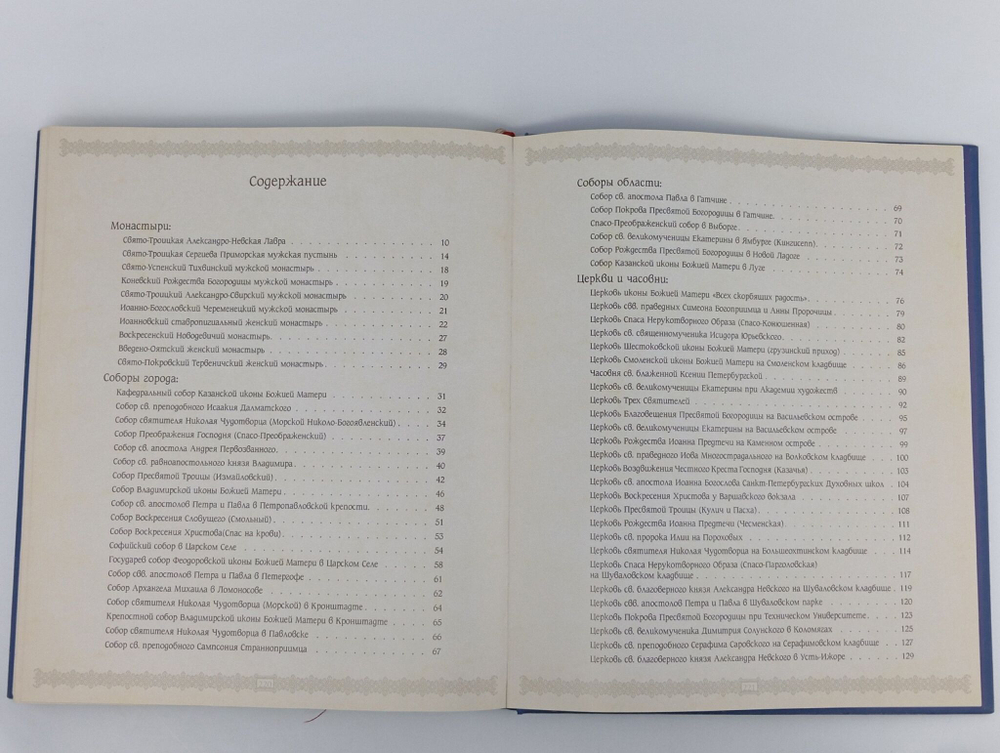 Содержание
Монастыри:
Свято-Троицкая Александро-Невская Лавра . . . 10
Свято-Троицкая Сергиева Приморская мужская пустынь . . . 14
Свято-Успенский Тихвинский мужской монастырь . . . 18
Коневский Рождества Богородицы мужской монастырь . . . 19
Свято-Троицкий Александро-Свирский мужской монастырь . . . 20
Иоанно-Богословский Черемeнецкий мужской монастырь . . . 21
Иоанновский ставропигиальный женский монастырь . . . 22
Воскресенский Новодевичий монастырь . . . 27
Введено-Оятский женский монастырь . . . 28
Свято-Покровский Тервенический женский монастырь . . . 29
Соборы города:
Кафедральный собор Казанской иконы Божией Матери . . . 31
Собор св. преподобного Исаакия Далматского . . . 32
Собор святителя Николая Чудотворца (Морской Николо-Богоявленский) . . . 34
Собор Преображения Господня (Спасо-Преображенский) . . . 37
Собор св. апостола Андрея Первозванного . . . 39
Собор св. равноапостольного князя Владимира . . . 40
Собор Пресвятой Троицы (Измайловский) . . . 42
Собор Владимирской иконы Божией Матери . . . 46
Собор св. апостолов Петра и Павла в Петропавловской крепости . . . 48
Собор Воскресения Словущего (Смольный) . . . 51
Собор Воскресения Христова(Спас на крови) . . . 53
Софийский собор в Царском Селе . . . 54
Государев собор Феодоровской иконы Божией Матери в Царском Селе . . . 58
Собор свв. апостолов Петра и Павла в Петергофе . . . 61
Собор Архангела Михаила в Ломоносове . . . 62
Собор святителя Николая Чудотворца (Морской) в Кронштадте . . . 64
Крепостной собор Владимирской иконы Божией Матери в Кронштадте . . . 65
Собор святителя Николая Чудотворца в Павловске . . . 66
Собор св. преподобного Сампсония Странноприимца . . . 67
Соборы области:
Собор св. апостола Павла в Гатчине . . . 69
Собор Покрова Пресвятой Богородицы в Гатчине . . . 70
Спасо-Преображенский собор в Выборге . . . 71
Собор св. великомученицы Екатерины в Ямбурге (Кингисепп) . . . 72
Собор Рождества Пресвятой Богородицы в Новой Ладоге . . . 73
Собор Казанской иконы Божией Матери в Луге . . . 74
Церкви и часовни:
Церковь иконы Божией Матери «Всех скорбящих радость» . . . 76
Церковь свв. праведных Симеона Богоприимца и Анны Пророчицы . . . 79
Церковь Спаса Нерукотворного Образа (Спасо-Конюшенная) . . . 80
Церковь св. священномученика Исидора Юрьевского . . . 82
Церковь Шестоковской иконы Божией Матери (грузинский приход) . . . 85
Церковь Смоленской иконы Божией Матери на Смоленском кладбище . . . 86
Часовня св. блаженной Ксении Петербургской . . . 89
Церковь св. великомученицы Екатерины при Академии художеств . . . 90
Церковь Трех Святителей . . . 92
Церковь Благовещения Пресвятой Богородицы на Васильевском острове . . . 95
Церковь св. великомученицы Екатерины на Васильевском острове . . . 97
Церковь Рождества Иоанна Предтечи на Каменном острове . . . 99
Церковь св. праведного Иова Многострадального на Волковском кладбище . . . 100
Церковь Воздвижения Честного Креста Господня (Казачья) . . . 103
Церковь св. апостола Иоанна Богослова Санкт-Петербургских Духовных школ . 104
Церковь Воскресения Христова у Варшавского вокзала . . . 107
Церковь Пресвятой Троицы (Кулич и Пасха) . . . 108
Церковь Рождества Иоанна Предтечи (Чесменская) . . . 111
Церковь св. пророка Илии на Пороховых . . . 112
Церковь святителя Николая Чудотворца на Большеохтинском кладбище . . . 114
Церковь Спаса Нерукотворного Образа (Спасо-Парголовская)
на Шуваловском кладбище . . . 117
Церковь св. благоверного князя Александра Невского на Шуваловском кладбище . 119
Церковь свв. апостолов Петра и Павла в Шуваловском парке . . . 120
Церковь Покрова Пресвятой Богородицы при Техническом Университете . . . 123
Церковь св. великомученика Димитрия Солунского в Коломягах . . . 125
Церковь св. преподобного Серафима Саровского на Серафимовском кладбище . . . 127
Церковь св. благоверного князя Александра Невского в Усть-Ижоре . . . 129